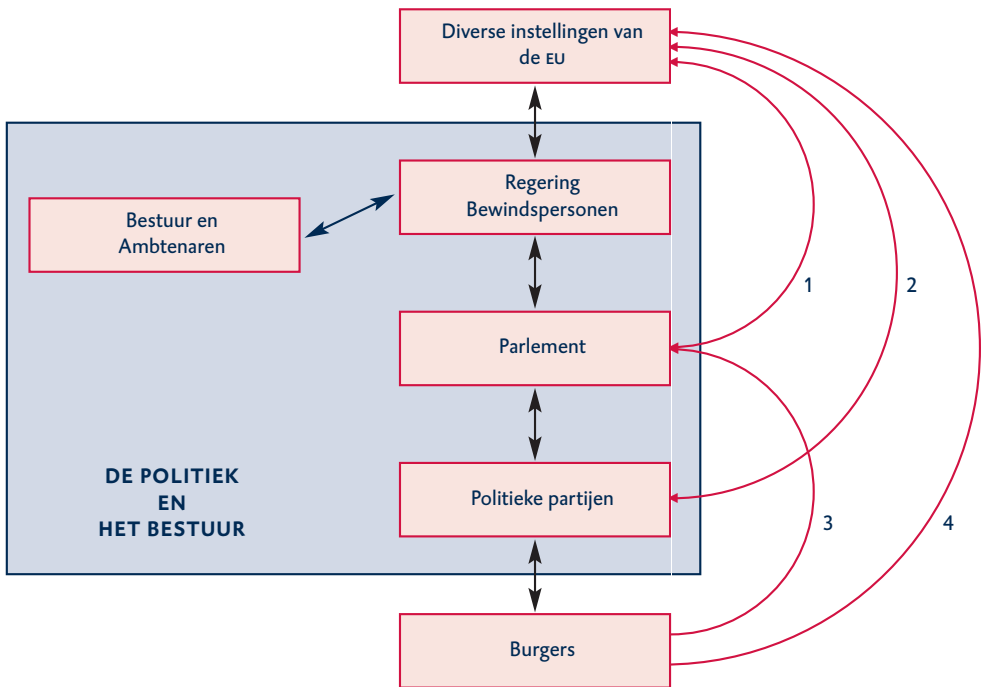 Diverse instellingen van
de EU
Regering
Bewindspersonen
Bestuur en
Ambtenaren
1
2
Parlement
DE POLITIEK
EN
HET BESTUUR
Politieke partijen
3
4
Burgers